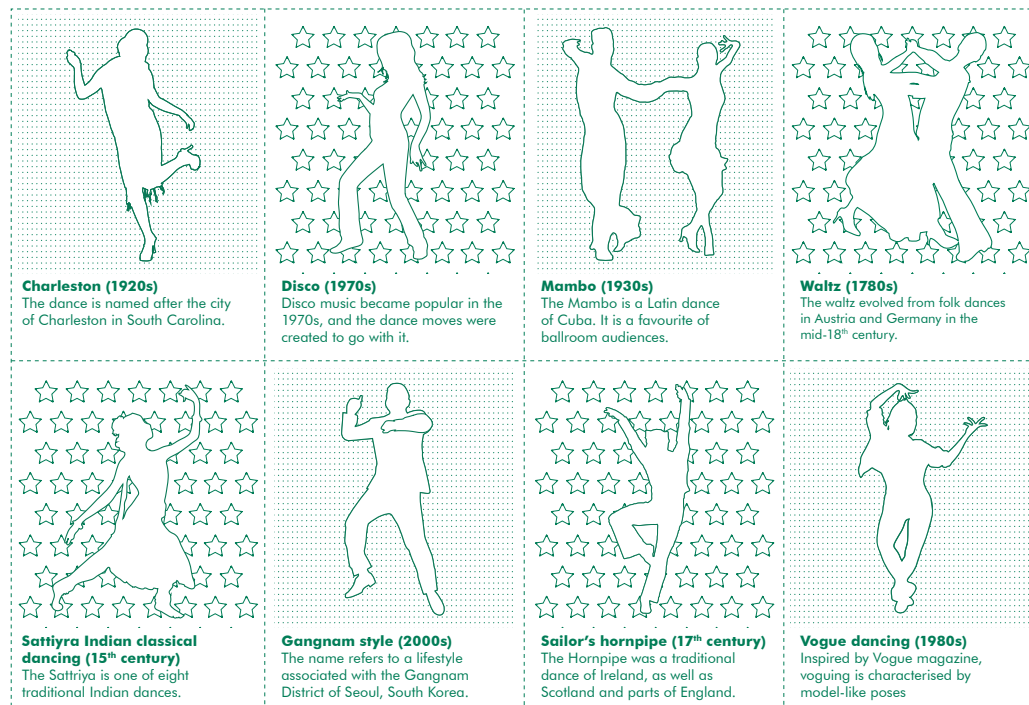 Charleston (1920s)
The dance is named after the city
of Charleston in South Carolina.
Disco (1970s)
Disco music became popular in the
1970s, and the dance moves were
created to go with it.
Mambo (1930s)
The Mambo is a Latin dance
of Cuba. It is a favourite of
ballroom audiences.
Waltz (1780s)
The waltz evolved from folk dances
in Austria and Germany in the
mid-18th century.
Sattiyra Indian classical
dancing (15th century)
The Sattriya is one of eight
traditional Indian dances.
Gangnam style (2000s)
The name refers to a lifestyle
associated with the Gangnam
District of Seoul, South Korea.
Sailor's hornpipe (17th century)
The Hornpipe was a traditional
dance of Ireland, as well as
Scotland and parts of England.
Vogue dancing (1980s)
Inspired by Vogue magazine,
voguing is characterised by
model-like poses